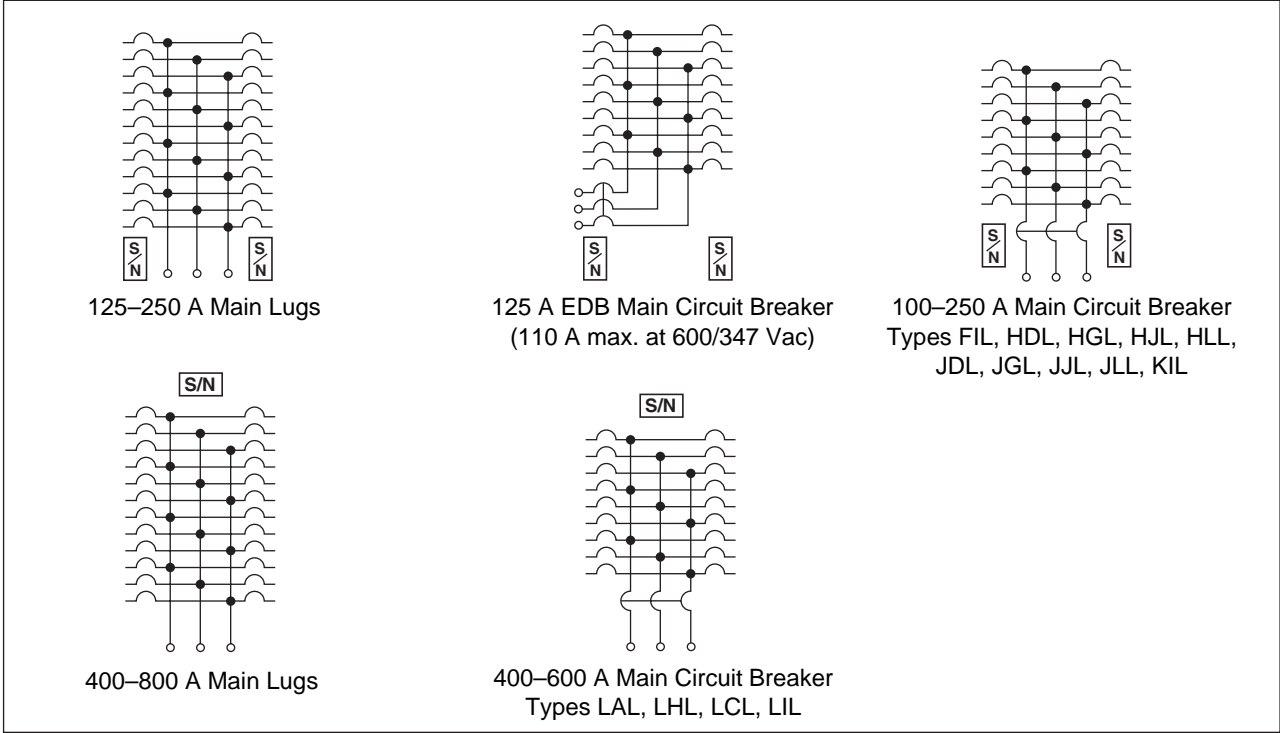 S/N
S/N
125–250 A Main Lugs
S/N
S/N
125 A EDB Main Circuit Breaker
(110 A max. at 600/347 Vac)
S/N
S/N
100–250 A Main Circuit Breaker
Types FIL, HDL, HGL, HJL, HLL,
JDL, JGL, JJL, JLL, KIL
S/N
400–800 A Main Lugs
S/N
400–600 A Main Circuit Breaker
Types LAL, LHL, LCL, LIL